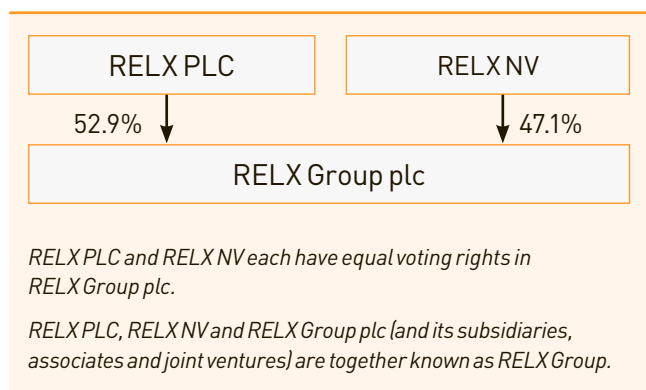 RELX PLC
RELX NV
52.9%
47.1%
RELX Group plc
RELX PLC and RELX NV each have equal voting rights in
RELX Group plc.
RELX PLC, RELX NV and RELX Group plc (and its subsidiaries,
associates and joint ventures) are together known as RELX Group.